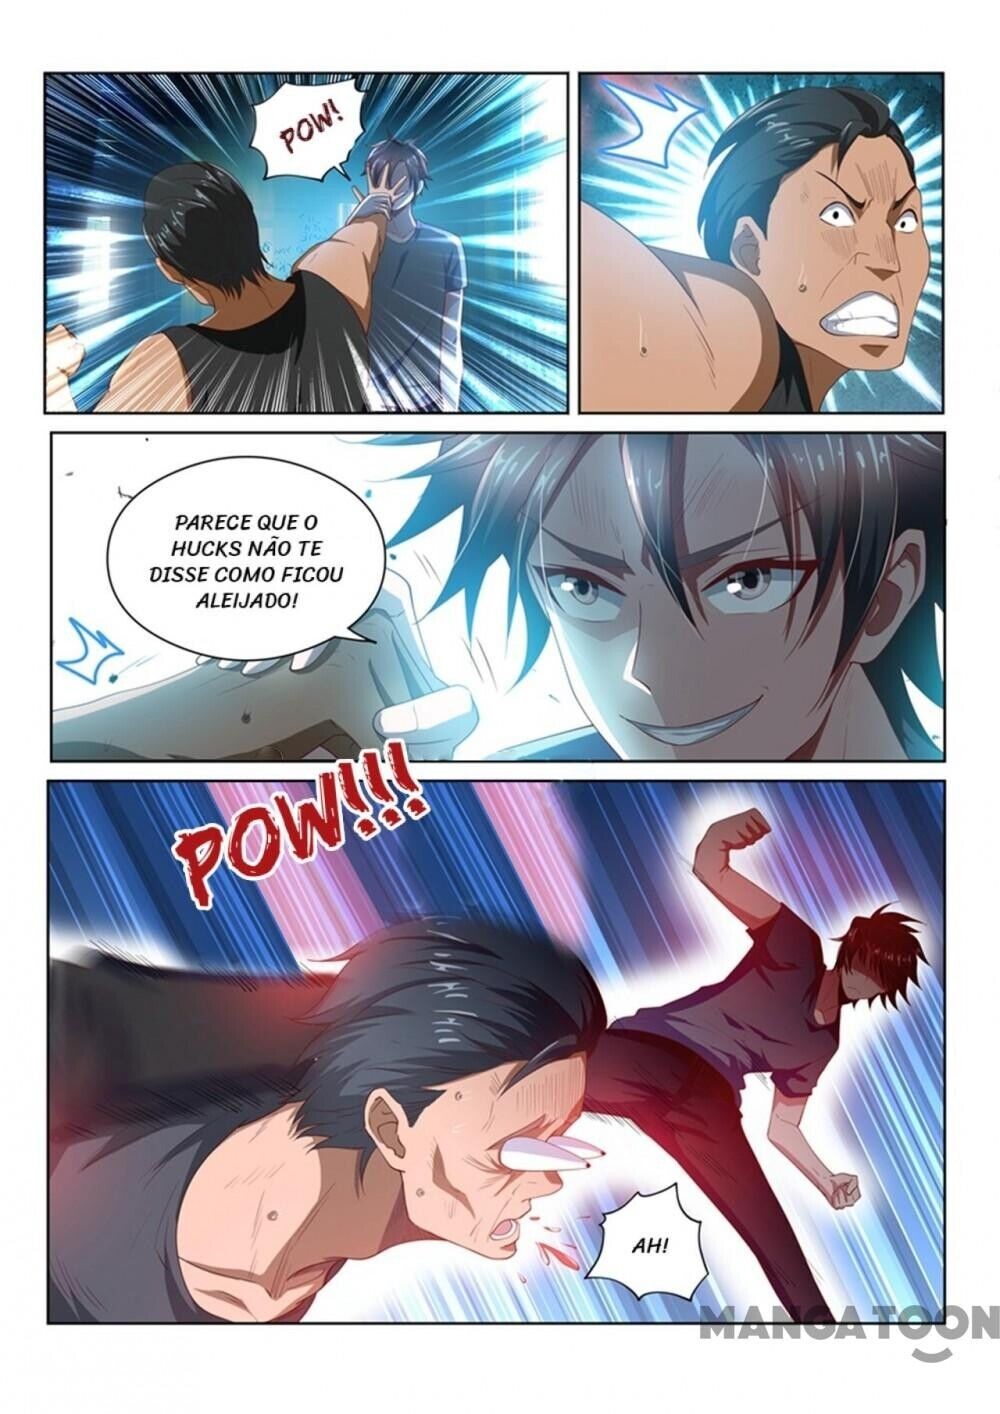 POW!
PARECE QUE O
HUCKS NÃO TE
DISSE COMO FICOU
ALEIJADO!
POW!!!
AH!
MANGATOON